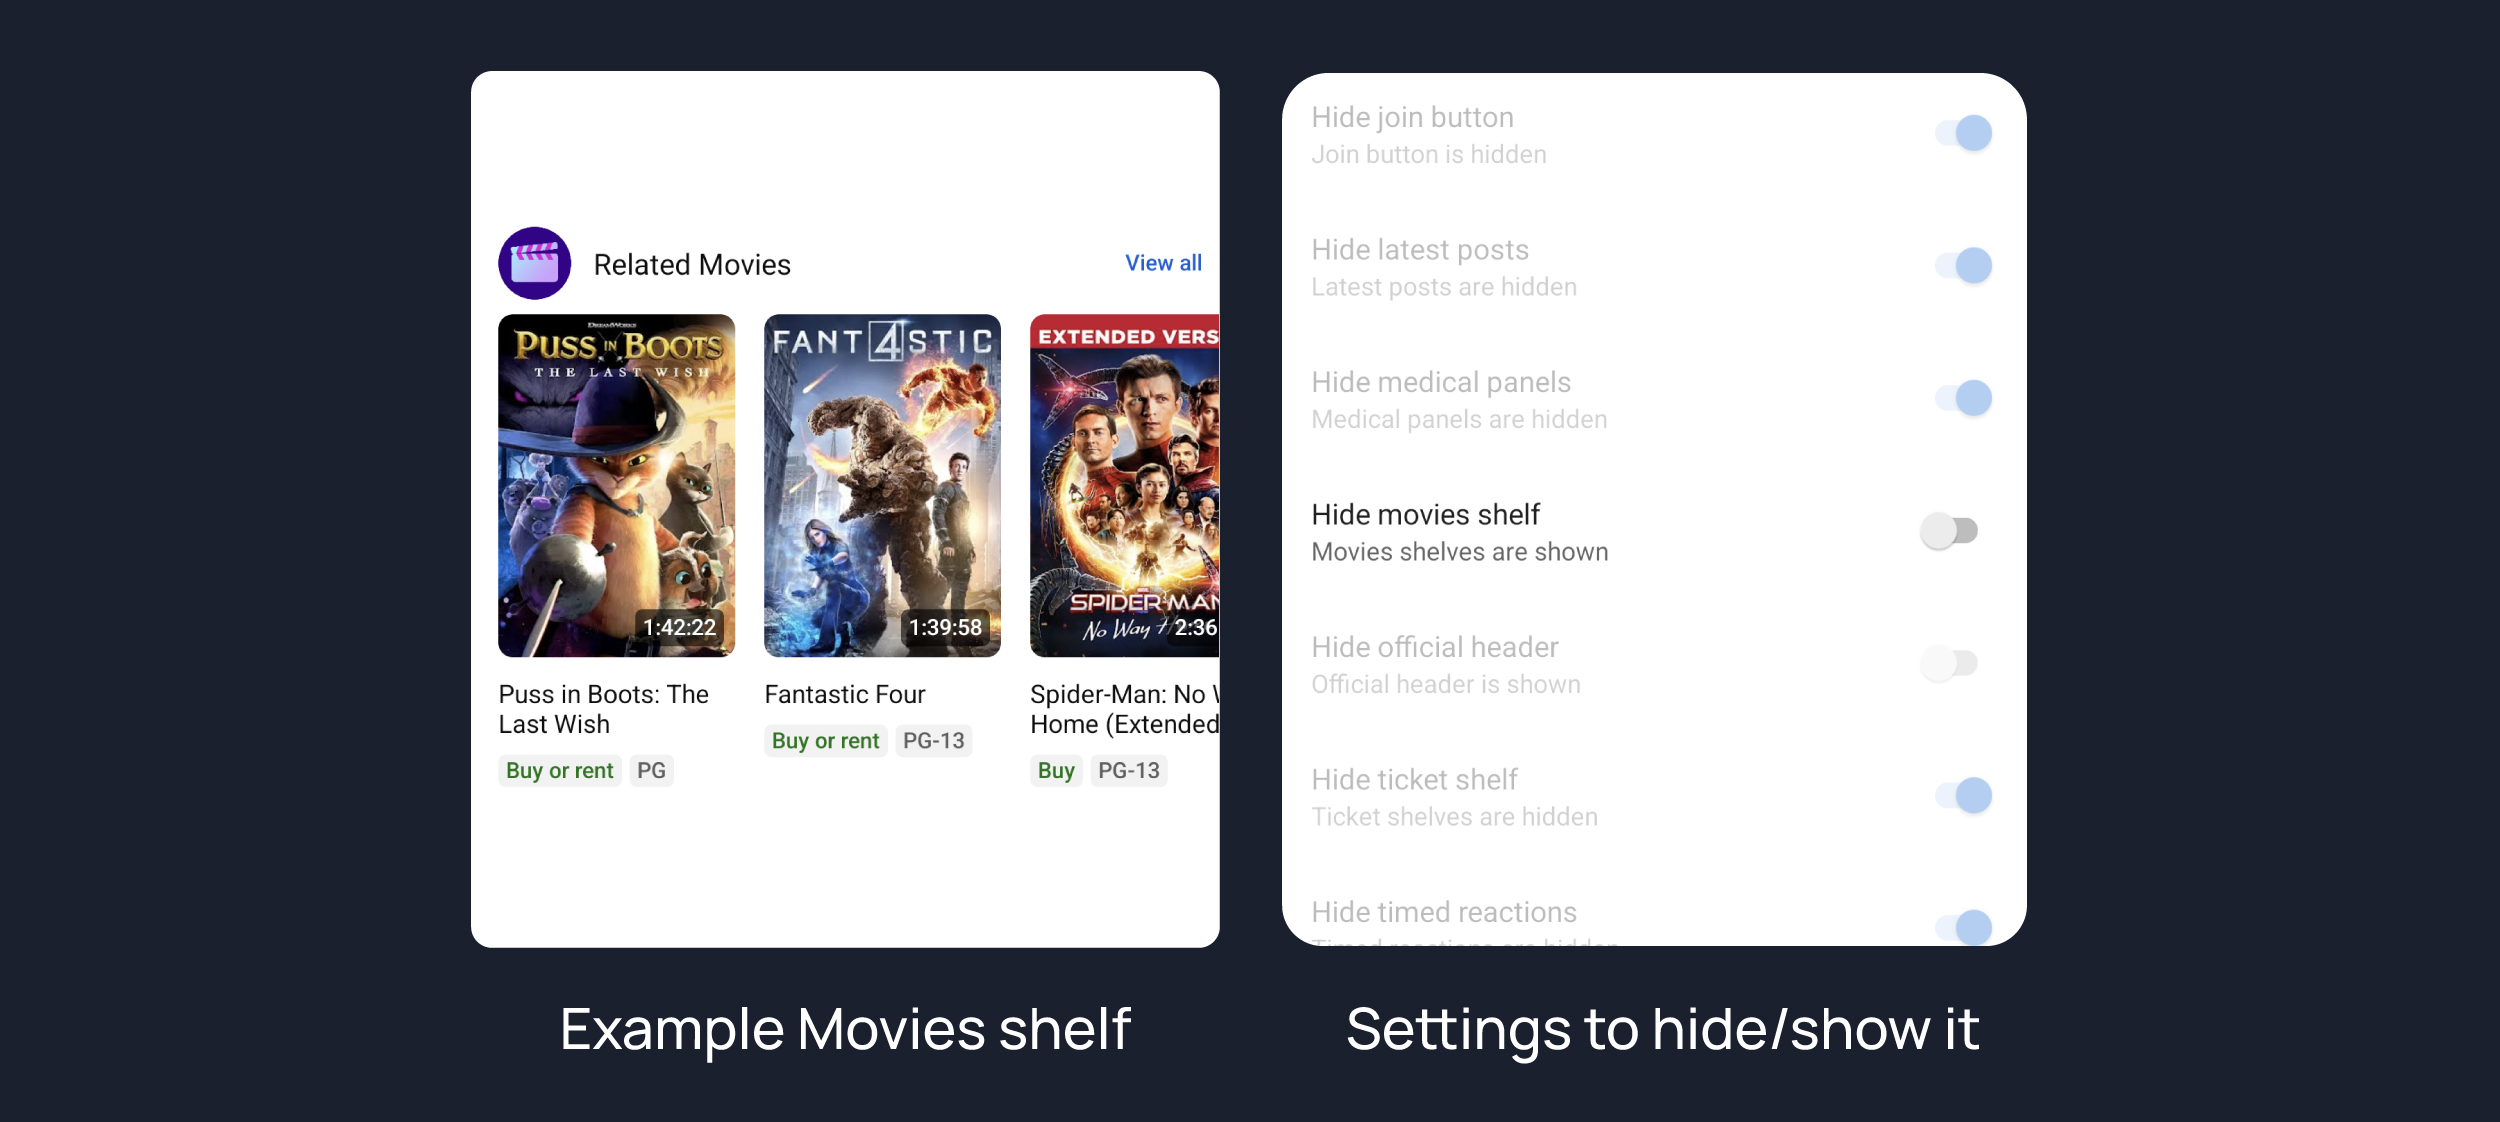 Related Movies
View all
DREAMWORKS
PUSS IN BOOTS
THE LAST WISH
1:42:22
FANT4STIC
1:39:58
EXTENDED VERS
SPIDER-MAN
No Way
2:36
Puss in Boots: The
Last Wish
Buy or rent
PG
Fantastic Four
Buy or rent
PG-13
Spider-Man: No
Home (Extended
Buy
PG-13
Example Movies shelf
Hide join button
Join button is hidden
Hide latest posts
Latest posts are hidden
Hide medical panels
Medical panels are hidden
Hide movies shelf
Movies shelves are shown
Hide official header
Official header is shown
Hide ticket shelf
Ticket shelves are hidden
Hide timed reactions
Timed reactions are hidden
Settings to hide/show it